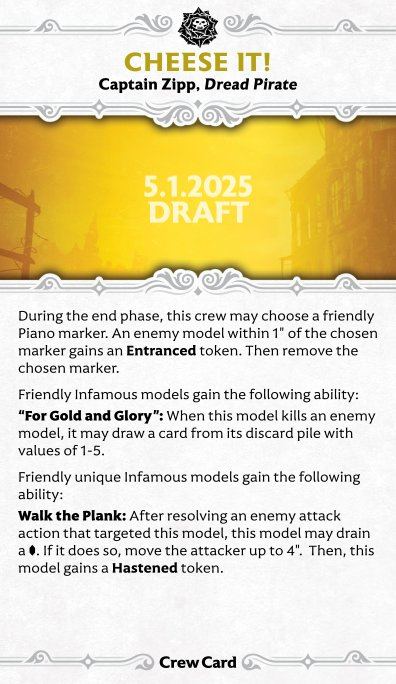 CHEESE IT!
Captain Zipp, Dread Pirate
5.1.2025
DRAFT
During the end phase, this crew may choose a friendly
Piano marker. An enemy model within 1" of the chosen
marker gains an Entranced token. Then remove the
chosen marker.
Friendly Infamous models gain the following ability:
“For Gold and Glory”: When this model kills an enemy
model, it may draw a card from its discard pile with
values of 1-5.
Friendly unique Infamous models gain the following
ability:
Walk the Plank: After resolving an enemy attack
action that targeted this model, this model may drain
a . If it does so, move the attacker up to 4". Then, this
model gains a Hastened token.
Crew Card